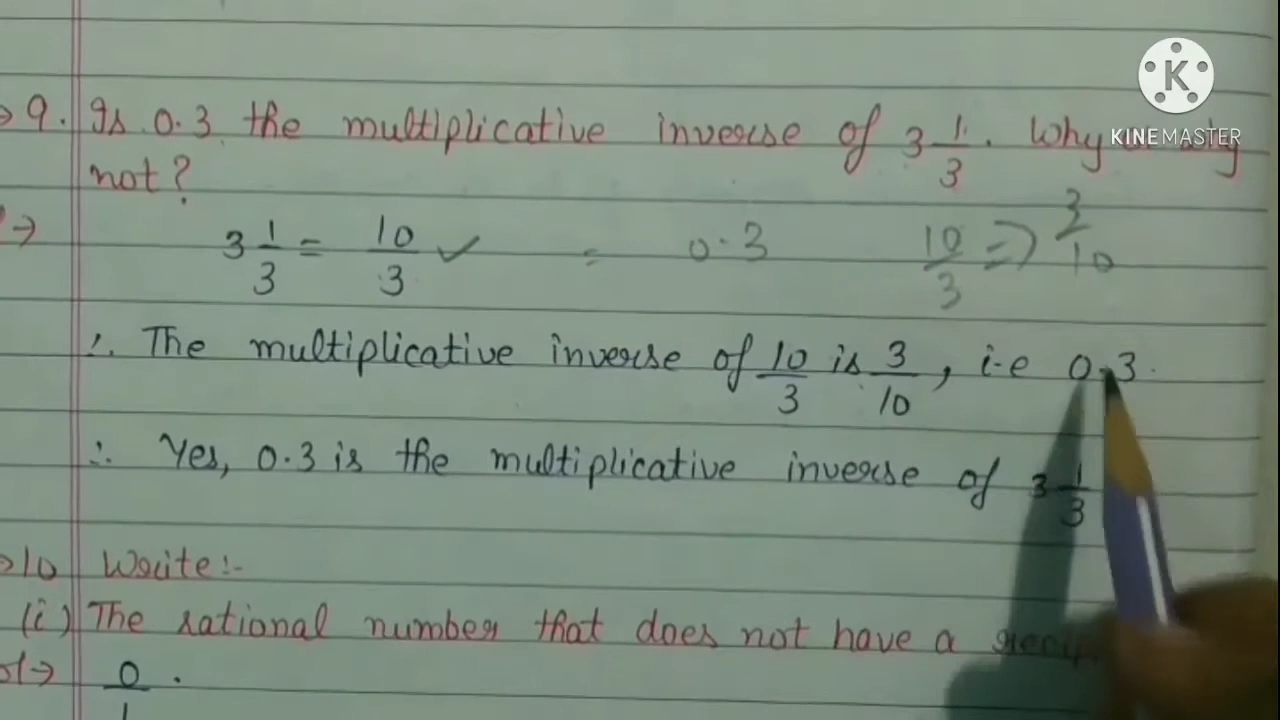 9. Is 0.3 the multiplicative inverse of 3 1/3. Why
not?
3 1/3 = 10/3 ✓ = 0.3 10/3 ⇒ 3/10
∴ The multiplicative inverse of 10/3 is 3/10, i.e 0.3.
∴ Yes, 0.3 is the multiplicative inverse of 3 1/3
10 Write :-
(i) The rational number that does not have a
0/1.
K
KINEMASTER